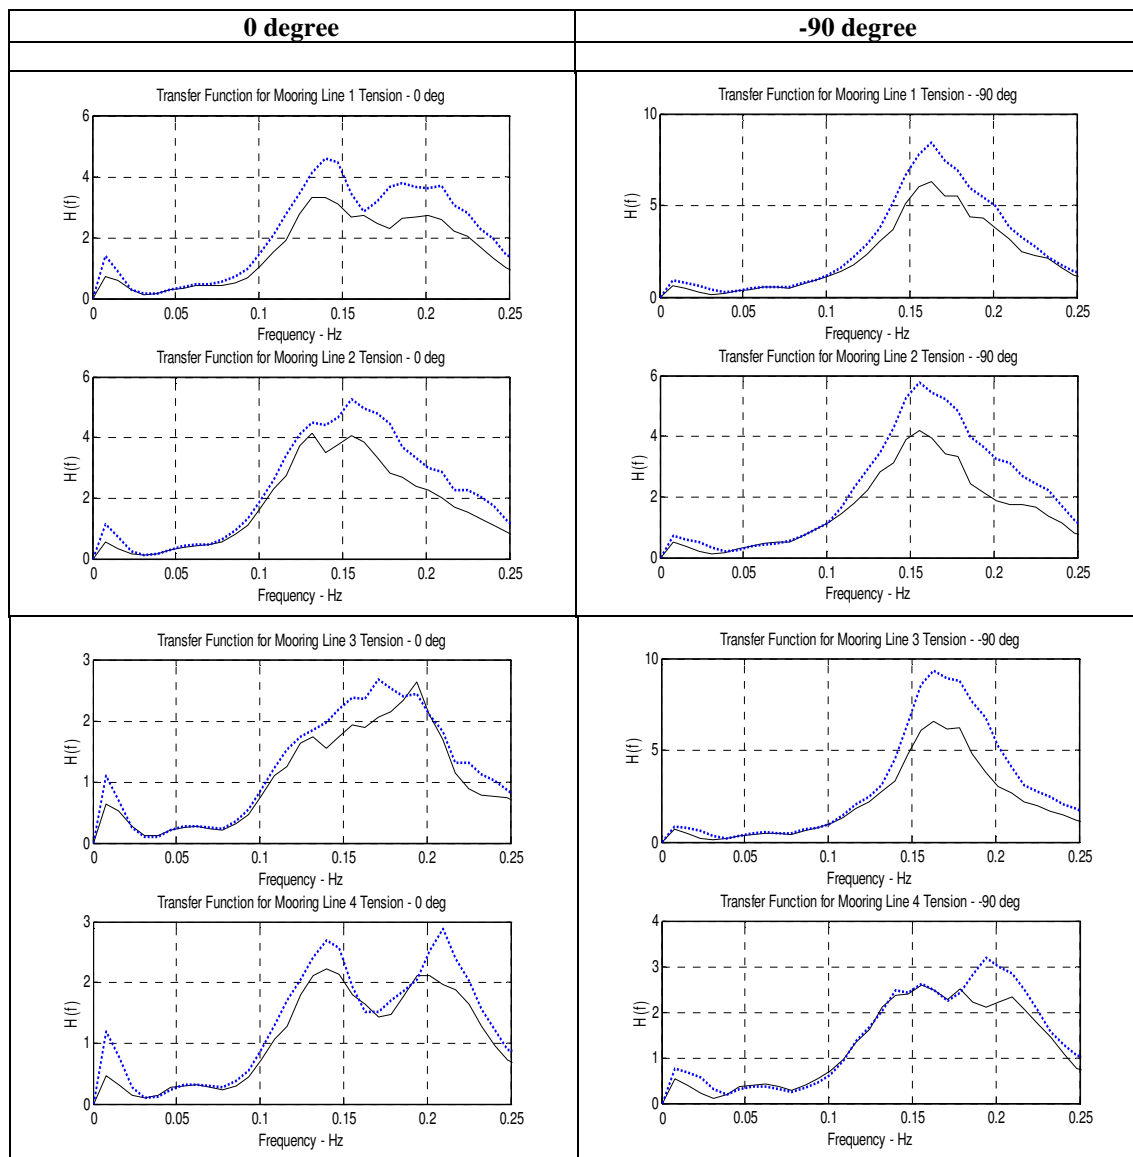 0 degree
-90 degree
Transfer Function for Mooring Line 1 Tension - 0 deg
6
4
2
0
H(f)
0 0.05 0.1 0.15 0.2 0.25
Frequency - Hz
Transfer Function for Mooring Line 2 Tension - 0 deg
6
4
2
0
H(f)
0 0.05 0.1 0.15 0.2 0.25
Frequency - Hz
Transfer Function for Mooring Line 1 Tension - -90 deg
10
5
0
H(f)
0 0.05 0.1 0.15 0.2 0.25
Frequency - Hz
Transfer Function for Mooring Line 2 Tension - -90 deg
6
4
2
0
H(f)
0 0.05 0.1 0.15 0.2 0.25
Frequency - Hz
Transfer Function for Mooring Line 3 Tension - 0 deg
3
2
1
0
H(f)
0 0.05 0.1 0.15 0.2 0.25
Frequency - Hz
Transfer Function for Mooring Line 4 Tension - 0 deg
3
2
1
0
H(f)
0 0.05 0.1 0.15 0.2 0.25
Frequency - Hz
Transfer Function for Mooring Line 3 Tension - -90 deg
10
5
0
H(f)
0 0.05 0.1 0.15 0.2 0.25
Frequency - Hz
Transfer Function for Mooring Line 4 Tension - -90 deg
4
3
2
1
0
H(f)
0 0.05 0.1 0.15 0.2 0.25
Frequency - Hz